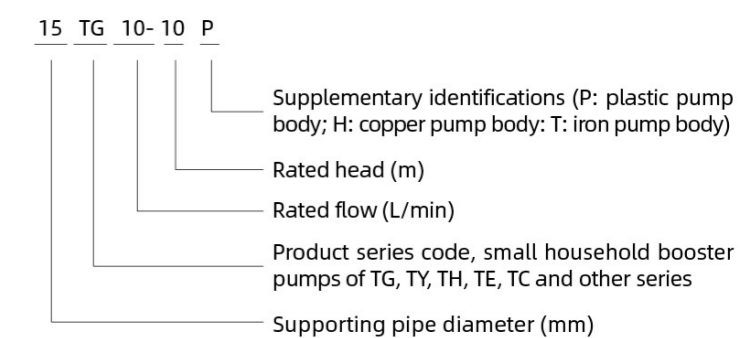 15 TG 10- 10 P
Supplementary identifications (P: plastic pump
body; H: copper pump body: T: iron pump body)
Rated head (m)
Rated flow (L/min)
Product series code, small household booster
pumps of TG, TY, TH, TE, TC and other series
Supporting pipe diameter (mm)